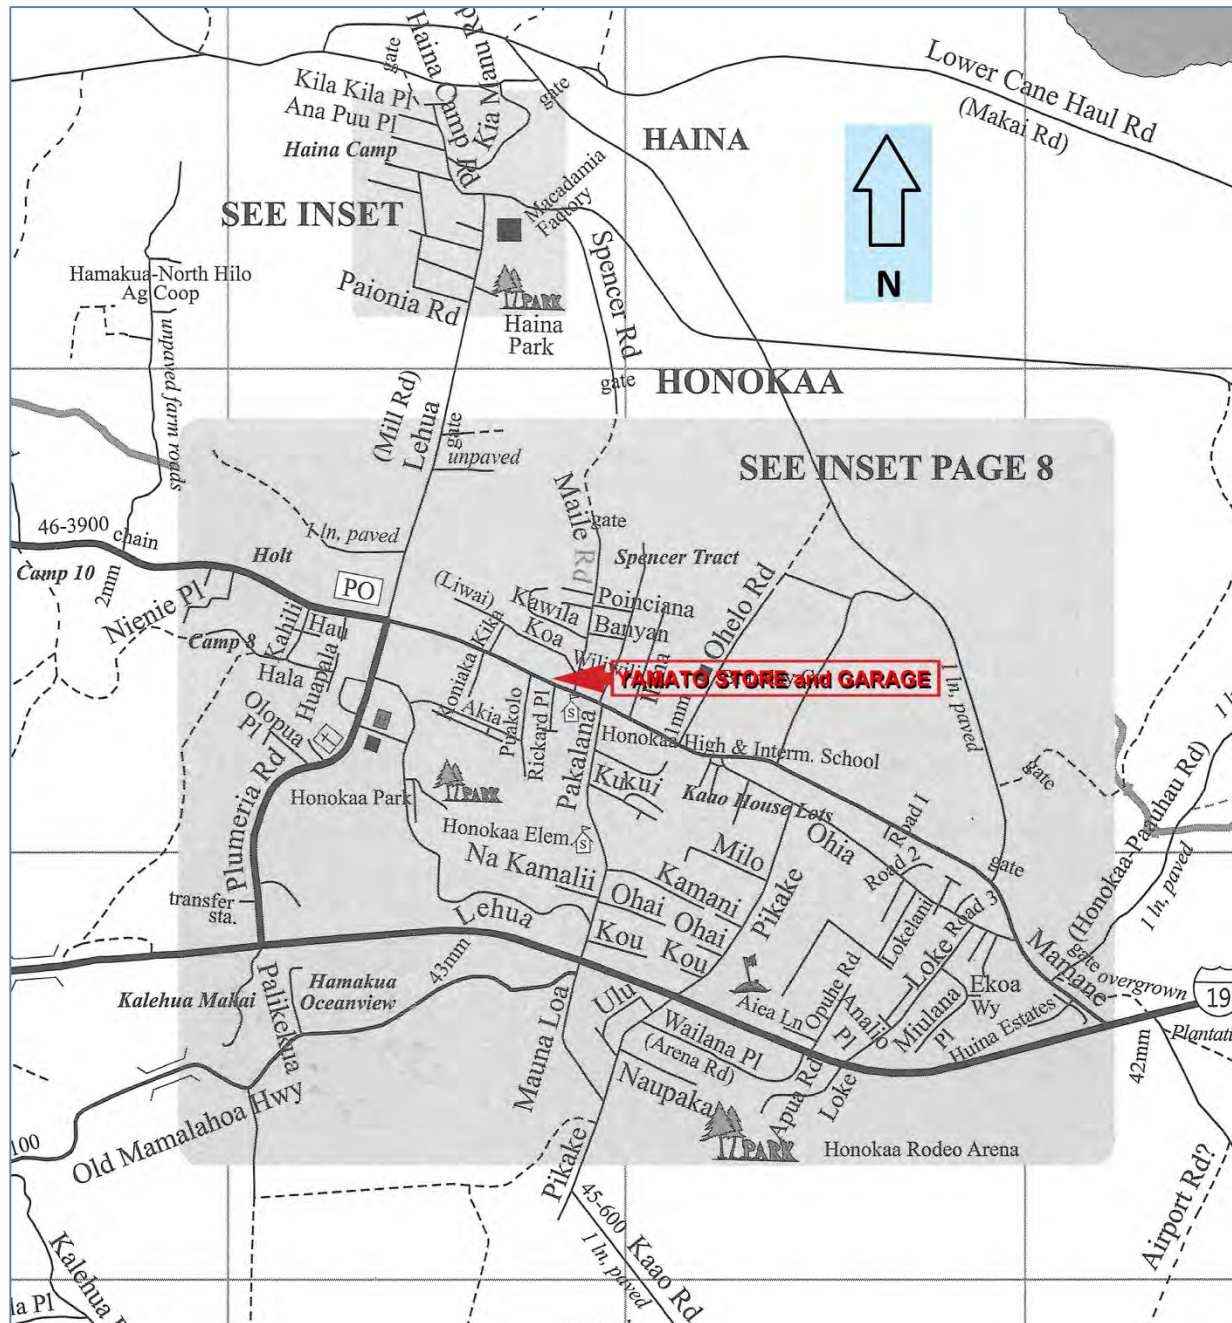 Haina Camp Rd
Kia Manu Rd
gate
gate
Lower Cane Haul Rd
(Makai Rd)
Kila Kila Pl
Ana Puu Pl
Haina Camp
HAINA
SEE INSET
Macadamia
Factory
N
Hamakua-North Hilo
Ag Coop
unpaved farm roads
Paionia Rd
PARK
Haina
Park
Spencer Rd
gate
HONOKAA
(Mill Rd)
Lehua
gate
unpaved
SEE INSET PAGE 8
Maile Rd
gate
46-3900
chain
Holt
1 ln, paved
Spencer Tract
Camp 10
2mm
Nienie Pl
PO
(Liwai)
Kika
Kawila
Koa
Poinciana
Banyan
Wiliwili
Ohelo Rd
Kahili
Hau
Camp 8
Hala
Huapala
YAMATO STORE and GARAGE
1mm
1 ln, paved
Koniaka
Akia
Puakolo
Rickard Pl
S
Pakalana
Olopua
Pl
Honokaa High & Interm. School
Kukui
Kaao House Lots
gate
(Honokaa-Paauhau Rd)
1 ln, paved
Plumeria Rd
Honokaa Park
PARK
Honokaa Elem.
S
Na Kamalii
Milo
Kamani
Ohia
Road 1
Road 2
Road 3
gate
transfer
sta.
Lehua
Ohai
Ohai
Kou
Kou
Pikake
Lokelani
Loke
Mamane
gate
overgrown
19
Kalehua Makai
Palikekua
Hamakua
Oceanview
43mm
Ulu
Aiea Ln
Opuhe Rd
Analio
Pl
Miulana
Pl
Ekoa
Wy
Huina Estates
Plantati
42mm
Mauna Loa
Wailana Pl
(Arena Rd)
Naupaka
Apua Rd
Loke
100
Old Mamalahoa Hwy
PARK
Honokaa Rodeo Arena
Pikake
45-600
Kaao Rd
1 ln, paved
Airport Rd?
Kalehua
la Pl